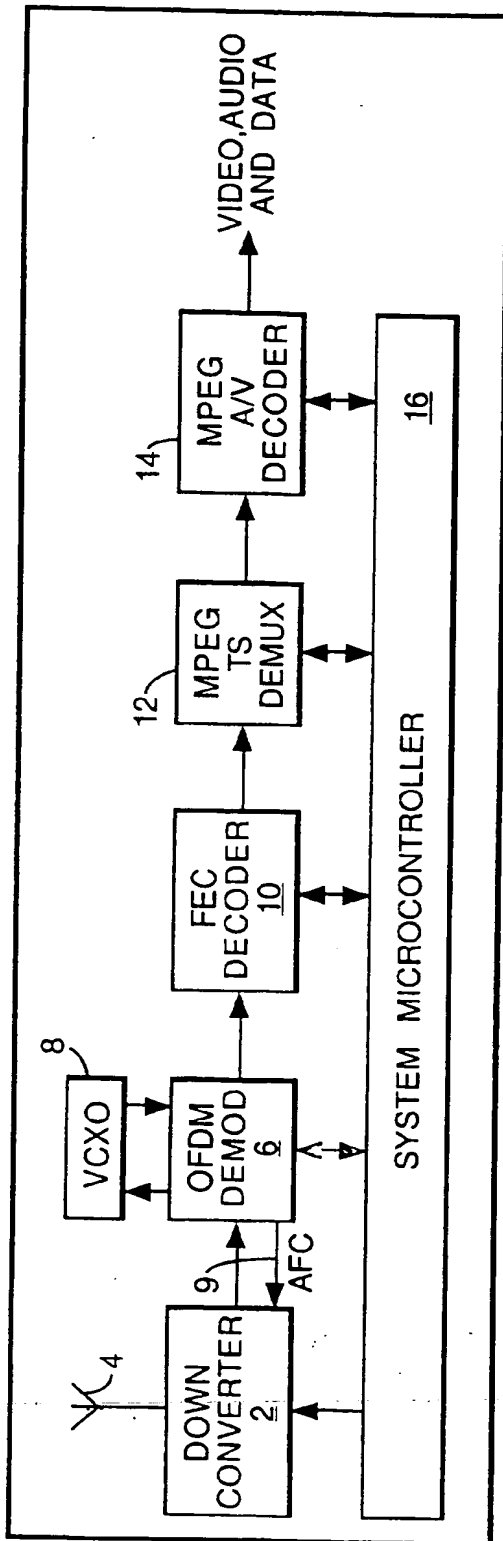 4
DOWN
CONVERTER
2
9
AFC
8
VCXO
OFDM
DEMOD
6
FEC
DECODER
10
12
MPEG
TS
DEMUX
14
MPEG
A/V
DECODER
VIDEO,AUDIO
AND DATA
SYSTEM MICROCONTROLLER
16